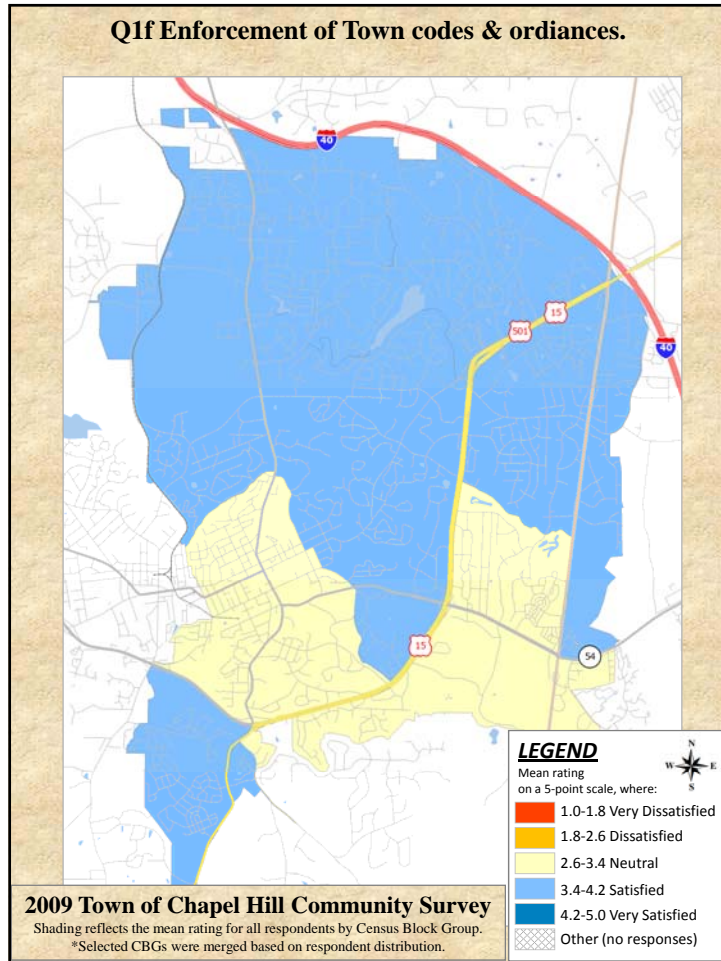 Q1f Enforcement of Town codes & ordiances.
40
15
501
40
15
54
LEGEND
Mean rating
on a 5-point scale, where:
N
W E
S
1.0-1.8 Very Dissatisfied
1.8-2.6 Dissatisfied
2.6-3.4 Neutral
3.4-4.2 Satisfied
4.2-5.0 Very Satisfied
Other (no responses)
2009 Town of Chapel Hill Community Survey
Shading reflects the mean rating for all respondents by Census Block Group.
*Selected CBGs were merged based on respondent distribution.